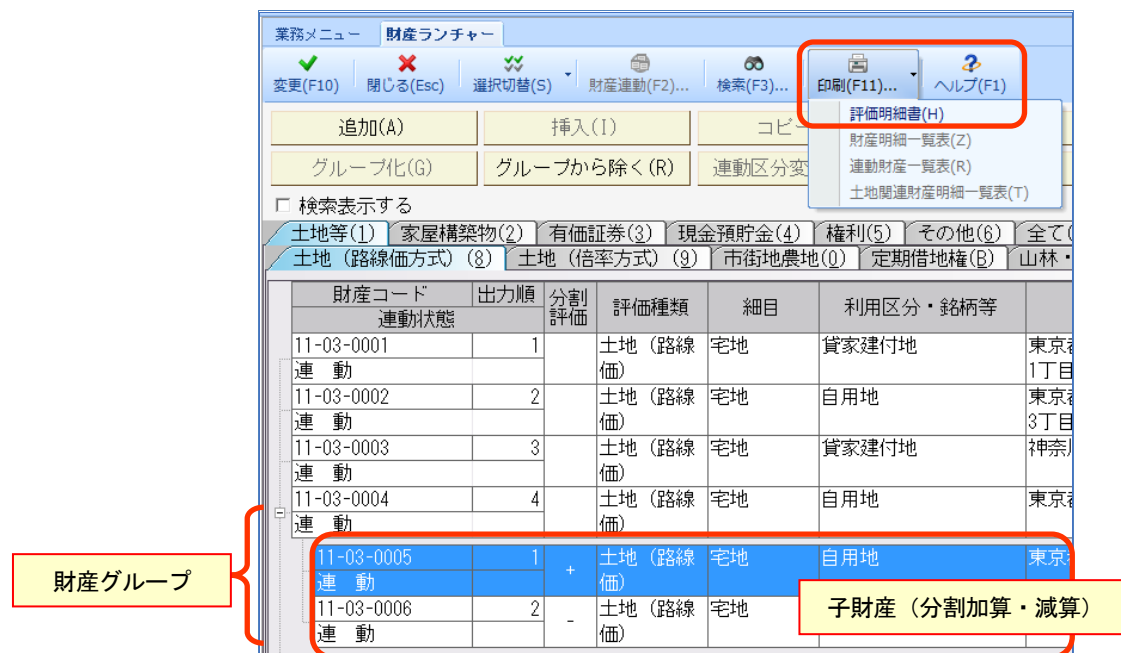 業務メニュー 財産ランチャー
変更(F10) 閉じる(Esc) 選択切替(S) 財産連動(F2)... 検索(F3)... 印刷(F11)... ヘルプ(F1)
評価明細書(H)
財産明細一覧表(Z)
連動財産一覧表(R)
土地関連財産明細一覧表(T)
追加(A) 挿入(I) コピー
グループ化(G) グループから除く(R) 連動区分変
検索表示する
土地等(1) 家屋構築物(2) 有価証券(3) 現金預貯金(4) 権利(5) その他(6) 全て(
土地（路線価方式）(8) 土地（倍率方式）(9) 市街地農地(0) 定期借地権(B) 山林・
財産コード 出力順 分割評価 評価種類 細目 利用区分・銘柄等
連動状態
11-03-0001 1 土地（路線 宅地 貸家建付地 東京
連 動 価） 1丁目
11-03-0002 2 土地（路線 宅地 自用地 東京
連 動 価） 3丁目
11-03-0003 3 土地（路線 宅地 貸家建付地 神奈
連 動 価）
11-03-0004 4 土地（路線 宅地 自用地 東京
連 動 価）
11-03-0005 1 + 土地（路線 宅地 自用地 東京
連 動 価）
11-03-0006 2 - 土地（路線 宅地
連 動 価）
財産グループ
子財産（分割加算・減算）